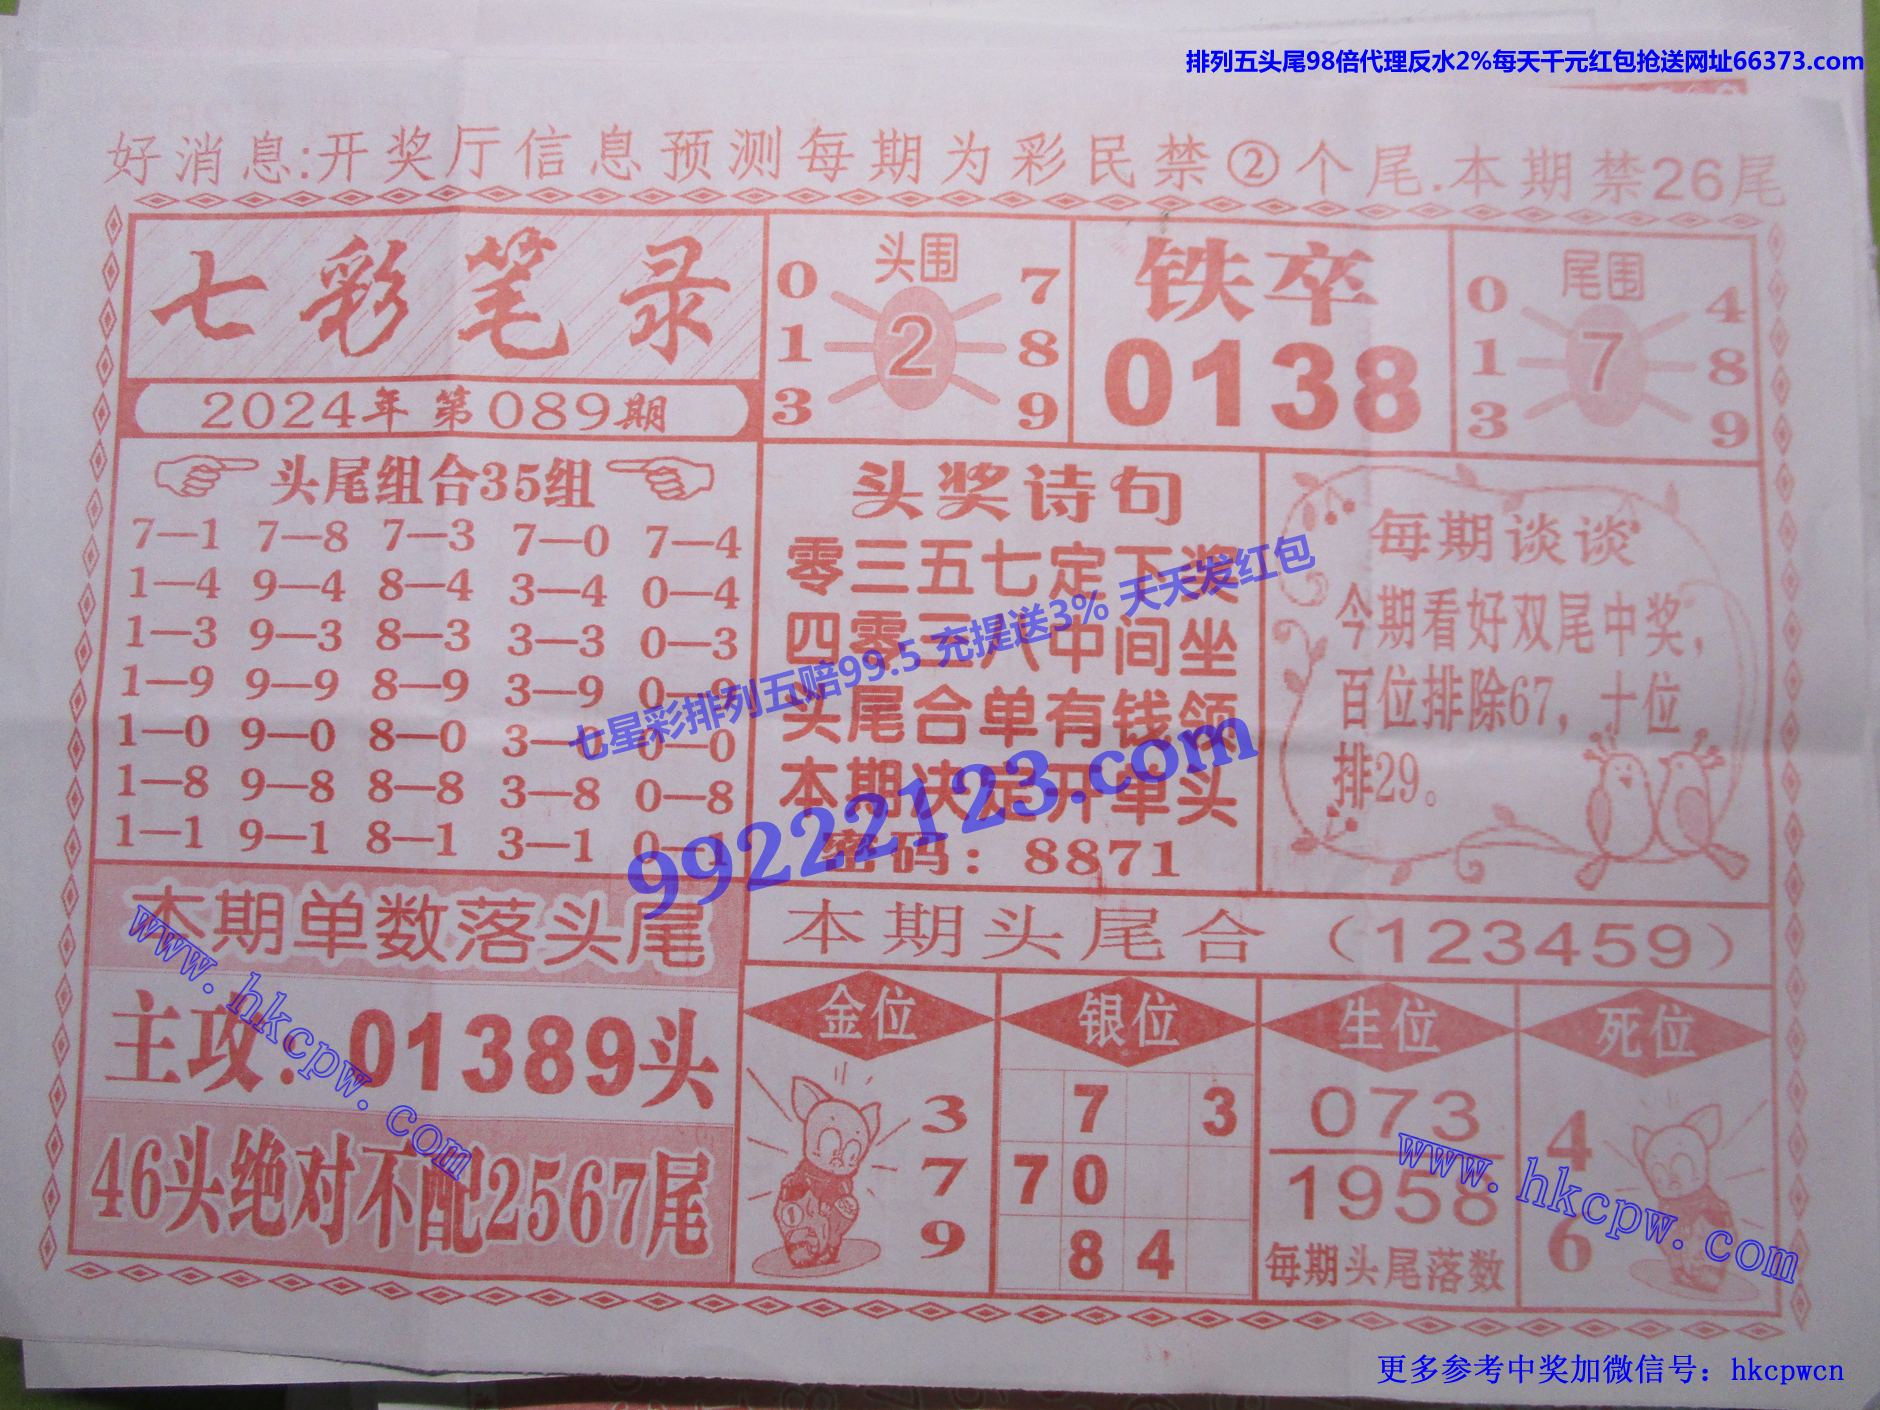 排列五头尾98倍代理反水2%每天千元红包抢送网址66373.com
好消息:开奖厅信息预测每期为彩民禁②个尾.本期禁26尾
七彩笔录
2024年 第089期
头围
0 7
1 2 8
3 9
铁卒
0138
尾围
0 4
1 7 8
3 9
头尾组合35组
7—1 7—8 7—3 7—0 7—4
1—4 9—4 8—4 3—4 0—4
1—3 9—3 8—3 3—3 0—3
1—9 9—9 8—9 3—9 0—9
1—0 9—0 8—0 3—0 0—0
1—8 9—8 8—8 3—8 0—8
1—1 9—1 8—1 3—1 0—1
头奖诗句
零三五七定下奖
四零三八中间坐
头尾合单有钱领
本期决定开单头
密码：8871
每期谈谈
今期看好双尾中奖，
百位排除67，十位
排29。
七星彩排列五赔99.5 充提送3% 天天发红包
99222123.com
本期单数落头尾
主攻：01389头
46头绝对不配2567尾
本期头尾合（123459）
金位
3
7
9
银位
7 3
7 0
8 4
生位
073
1958
每期头尾落数
死位
4
6
www.hkcpw.com
www.hkcpw.com
更多参考中奖加微信号：hkcpwcn